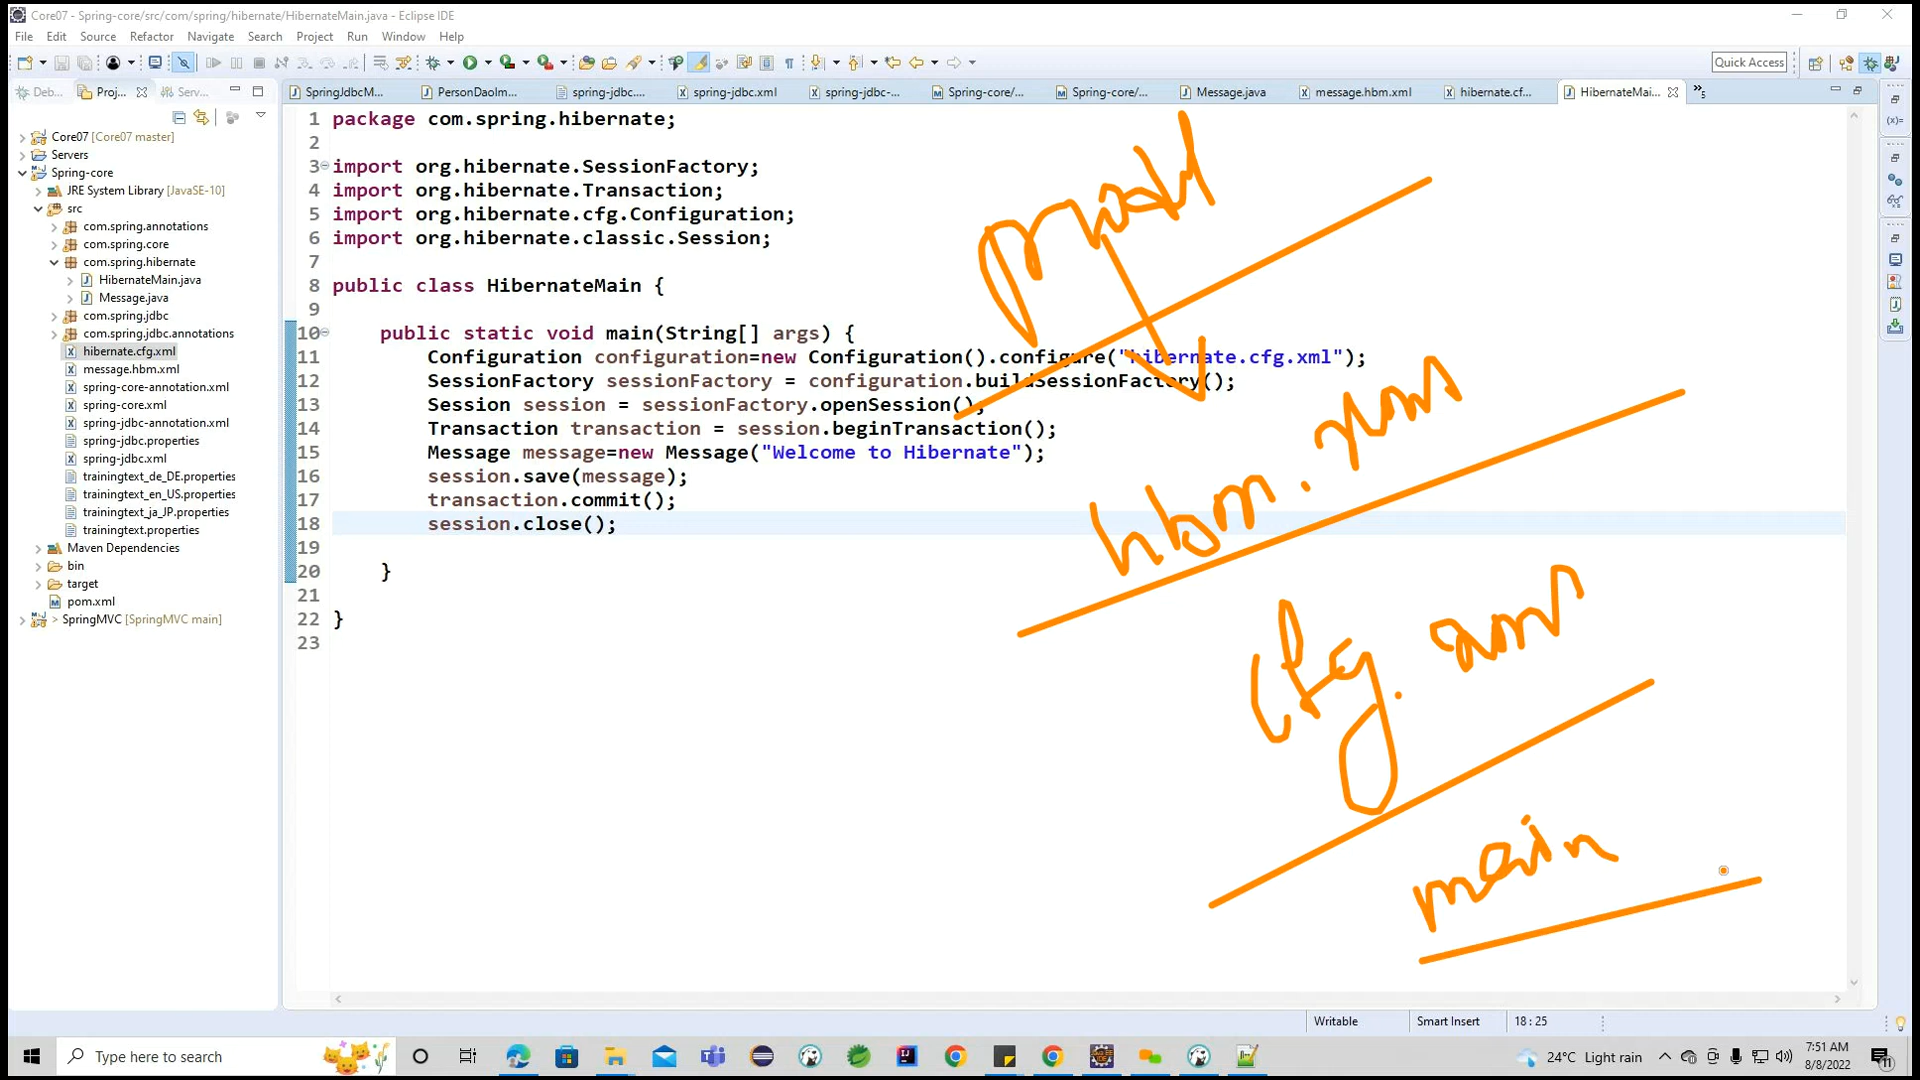 Core07 - Spring-core/src/com/spring/hibernate/HibernateMain.java - Eclipse IDE
File Edit Source Refactor Navigate Search Project Run Window Help
Quick Access
Deb... Proj... Serv...
SpringJdbcM... PersonDaoIm... spring-jdbc.... spring-jdbc.xml spring-jdbc-... Spring-core/... Spring-core/... Message.java message.hbm.xml hibernate.cf... HibernateMai... »5
Core07 [Core07 master]
Servers
Spring-core
JRE System Library [JavaSE-10]
src
com.spring.annotations
com.spring.core
com.spring.hibernate
HibernateMain.java
Message.java
com.spring.jdbc
com.spring.jdbc.annotations
hibernate.cfg.xml
message.hbm.xml
spring-core-annotation.xml
spring-core.xml
spring-jdbc-annotation.xml
spring-jdbc.properties
spring-jdbc.xml
trainingtext_de_DE.properties
trainingtext_en_US.properties
trainingtext_ja_JP.properties
trainingtext.properties
Maven Dependencies
bin
target
pom.xml
> SpringMVC [SpringMVC main]
1 package com.spring.hibernate;
2
3 import org.hibernate.SessionFactory;
4 import org.hibernate.Transaction;
5 import org.hibernate.cfg.Configuration;
6 import org.hibernate.classic.Session;
7
8 public class HibernateMain {
9
10 public static void main(String[] args) {
11 Configuration configuration=new Configuration().configure("hibernate.cfg.xml");
12 SessionFactory sessionFactory = configuration.buildSessionFactory();
13 Session session = sessionFactory.openSession();
14 Transaction transaction = session.beginTransaction();
15 Message message=new Message("Welcome to Hibernate");
16 session.save(message);
17 transaction.commit();
18 session.close();
19
20 }
21
22 }
23
hbm.xml
cfg.xml
main
Writable Smart Insert 18 : 25
Type here to search
24°C Light rain
7:51 AM
8/8/2022
11